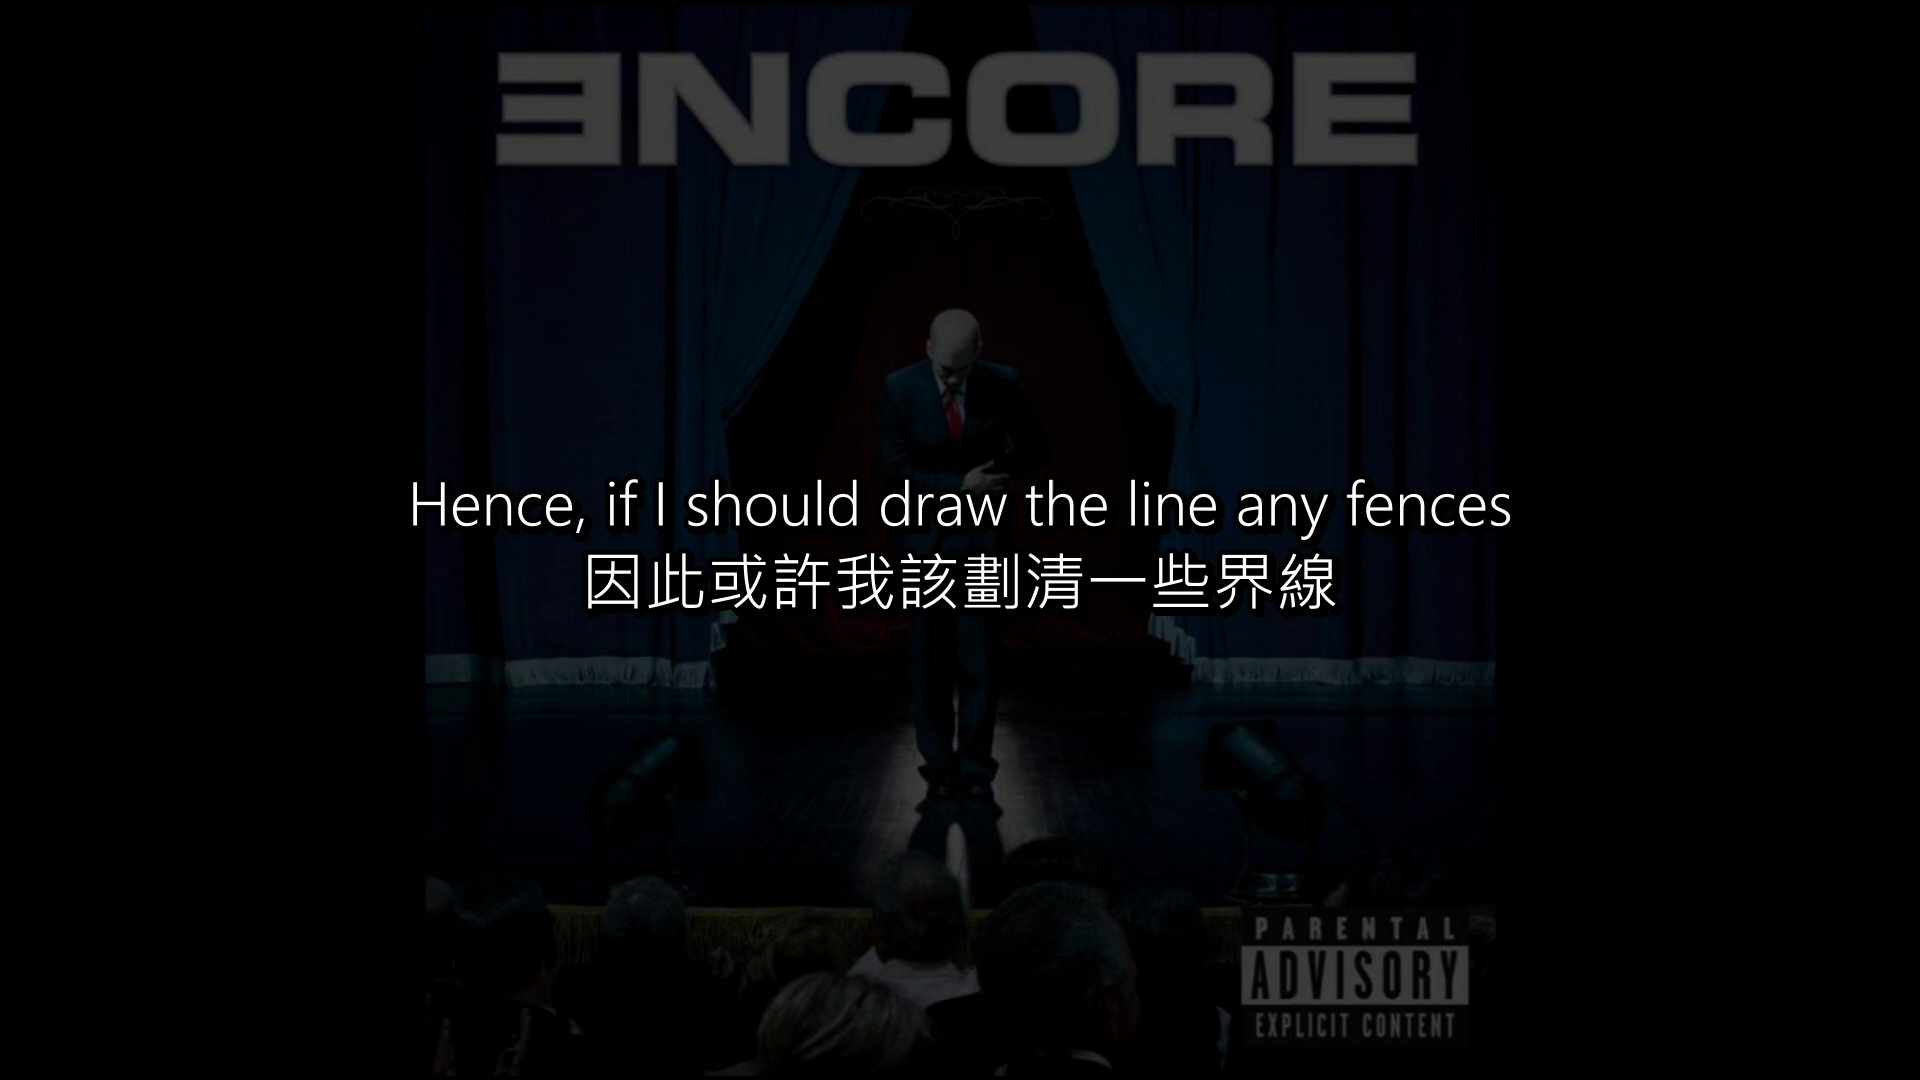 ENCORE
Hence, if I should draw the line any fences
因此或許我該劃清一些界線
PARENTAL
ADVISORY
EXPLICIT CONTENT